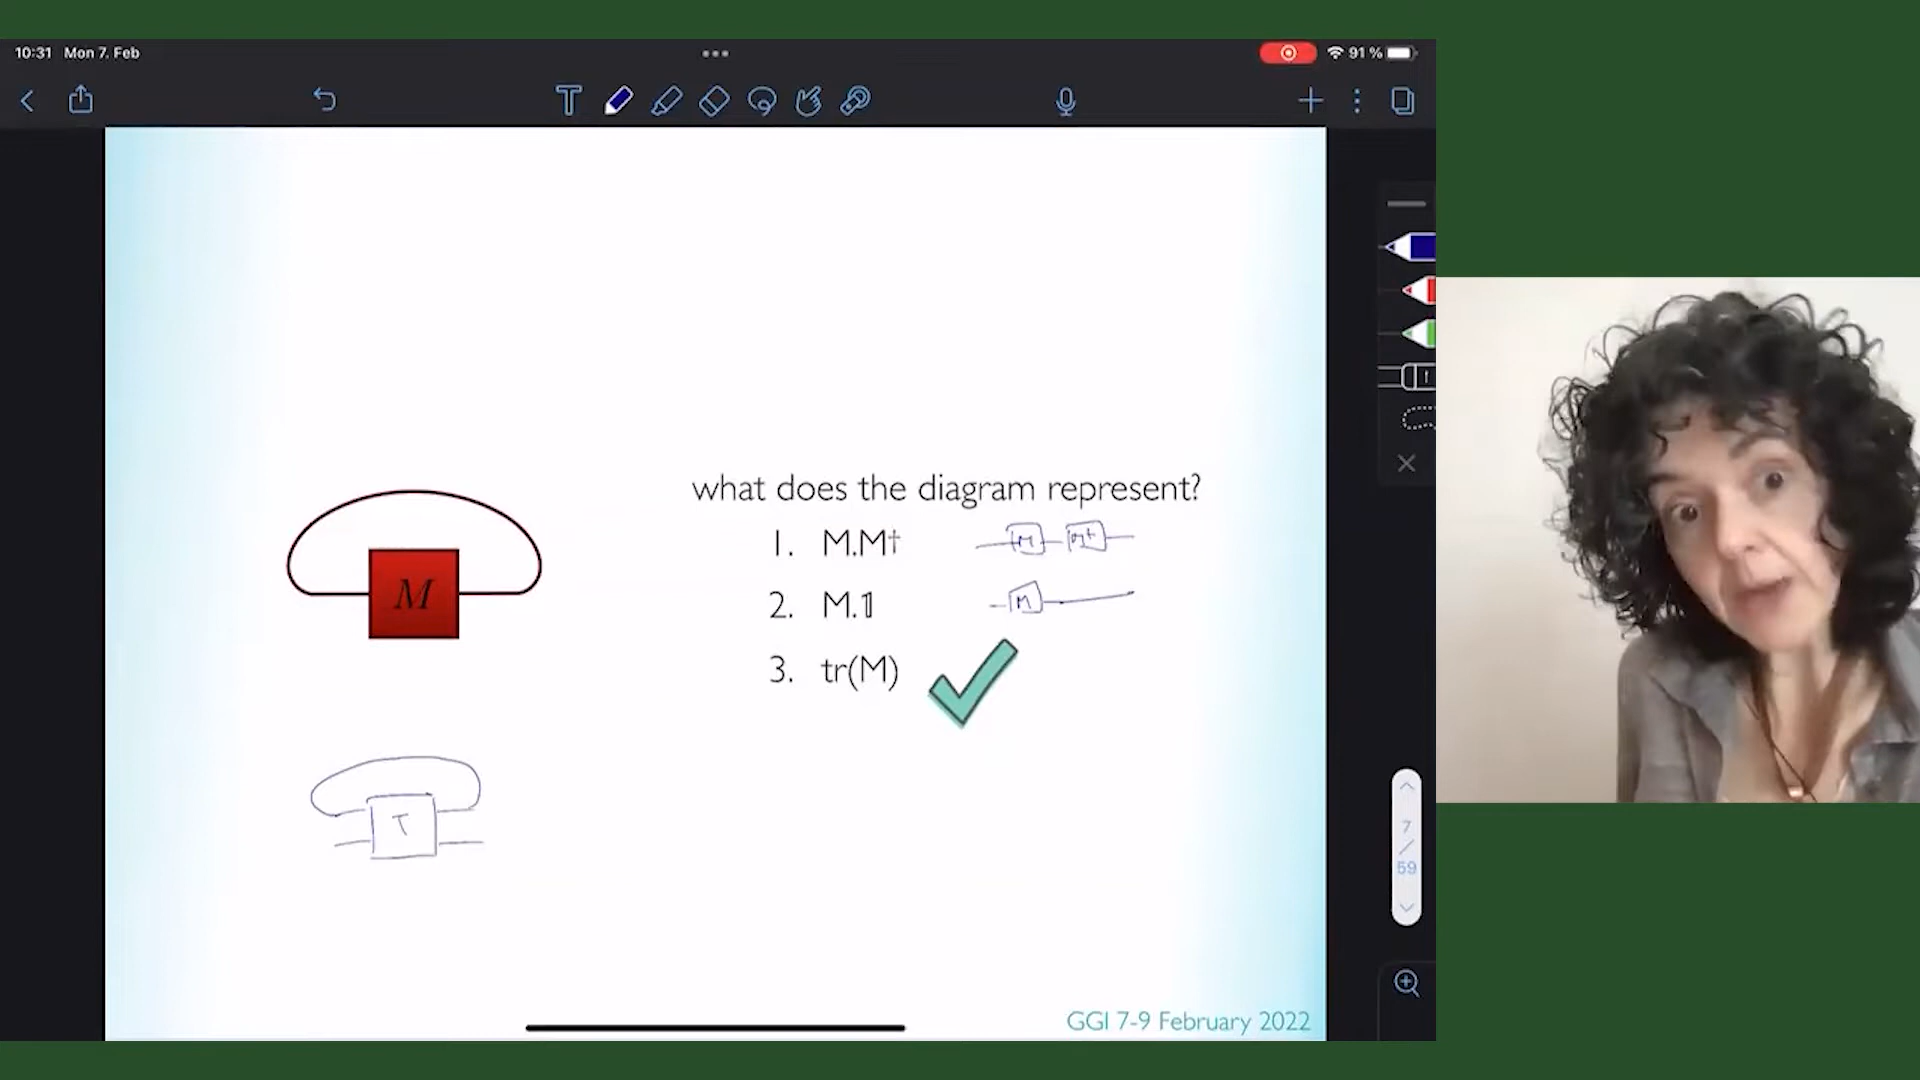 10:31 Mon 7. Feb
91 %
what does the diagram represent?
1. M.M† M M†
2. M.𝟙 M
3. tr(M)
M
T
7
/
59
GGI 7-9 February 2022